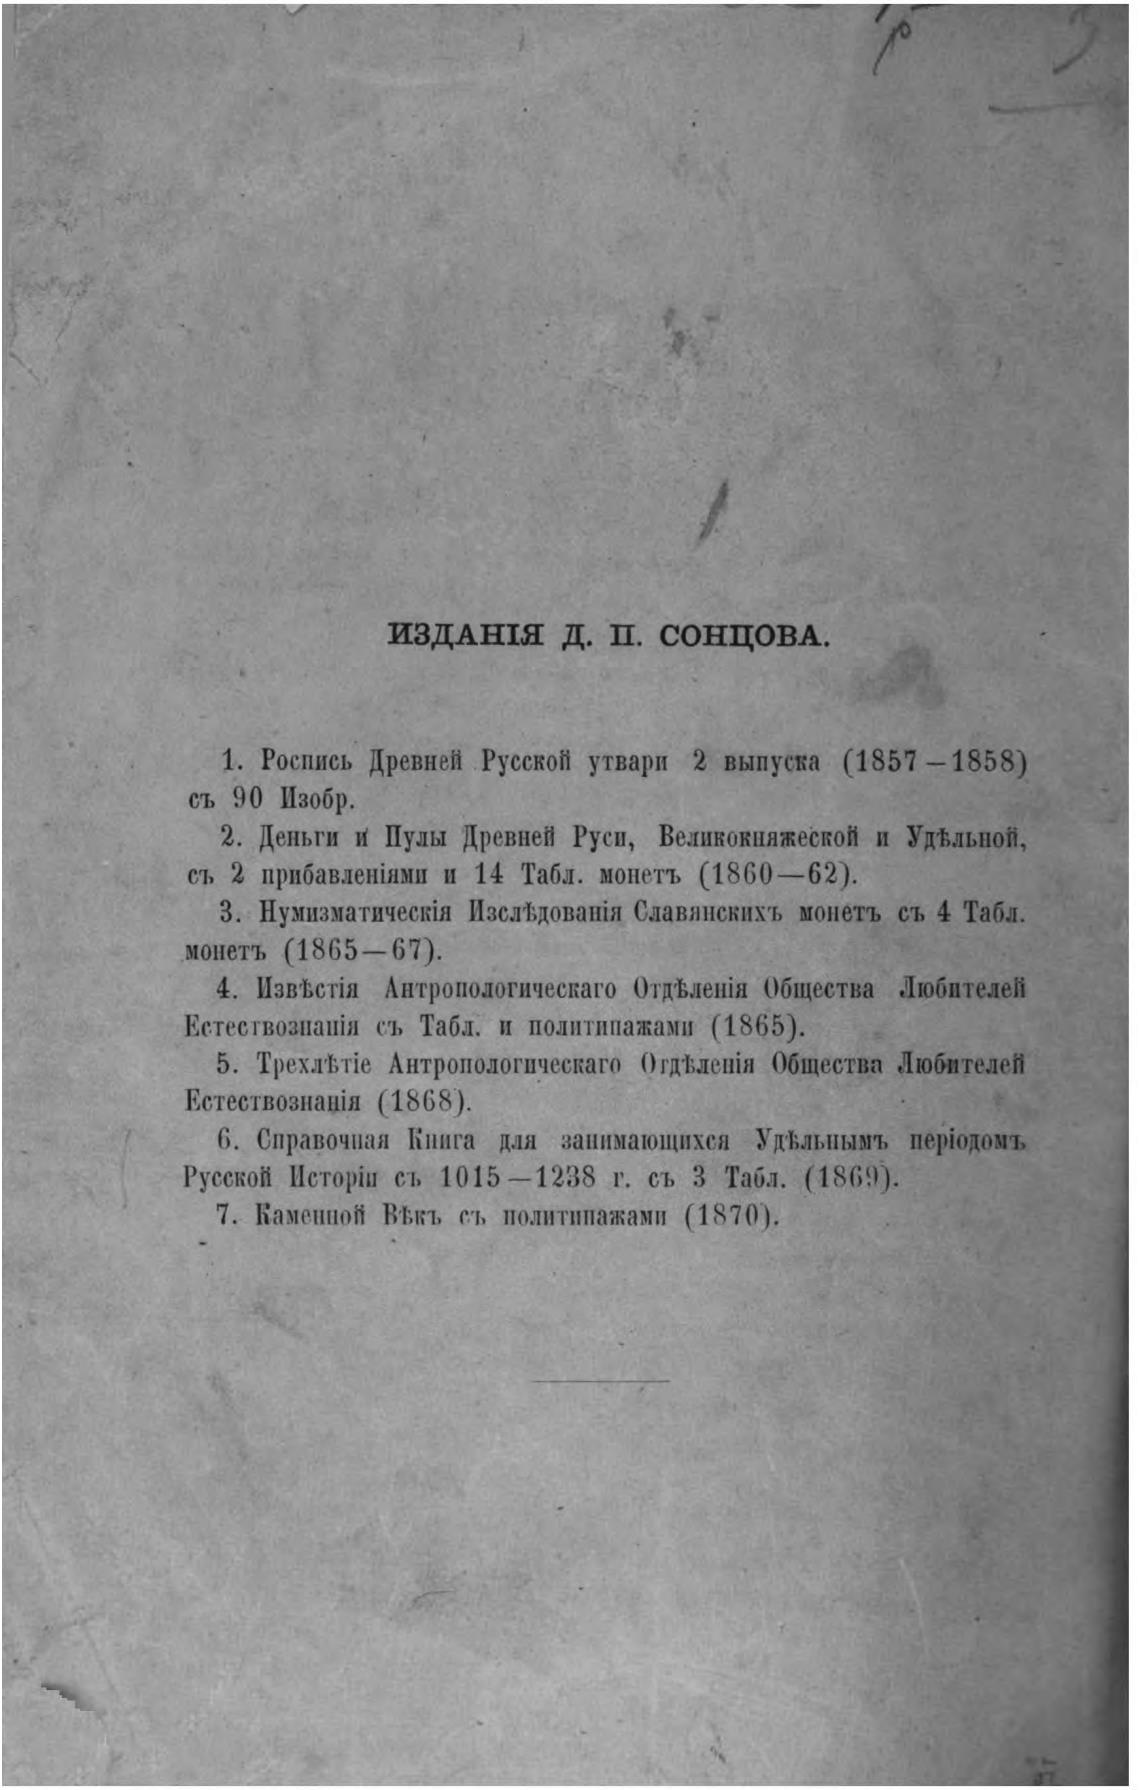 ИЗДАНІЯ Д. П. СОНЦОВА.
1. Роспись Древней Русской утвари 2 выпуска (1857—1858)
съ 90 Изобр.
2. Деньги и Пулы Древней Руси, Великокняжеской и Удѣльной,
съ 2 прибавленіями и 14 Табл. монетъ (1860—62).
3. Нумизматическія Изслѣдованія Славянскихъ монетъ съ 4 Табл.
монетъ (1865—67).
4. Извѣстія Антропологическаго Отдѣленія Общества Любителей
Естествознанія съ Табл. и политипажами (1865).
5. Трехлѣтіе Антропологическаго Отдѣленія Общества Любителей
Естествознанія (1868).
6. Справочная Книга для занимающихся Удѣльнымъ періодомъ
Русской Исторіи съ 1015—1238 г. съ 3 Табл. (1869).
7. Каменной Вѣкъ съ политипажами (1870).